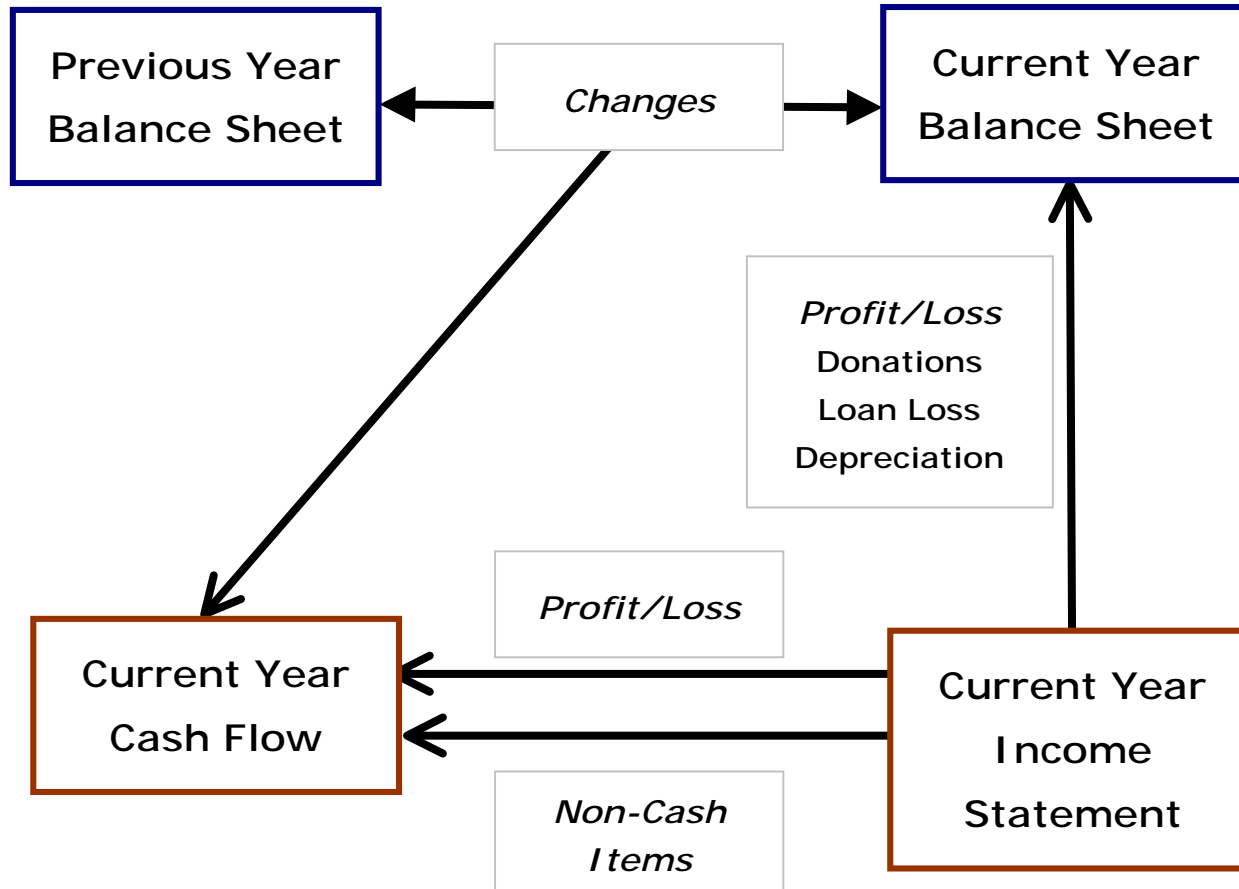 Previous Year
Balance Sheet
Changes
Current Year
Balance Sheet
Profit/Loss
Donations
Loan Loss
Depreciation
Profit/Loss
Current Year
Cash Flow
Current Year
Income
Statement
Non-Cash
Items